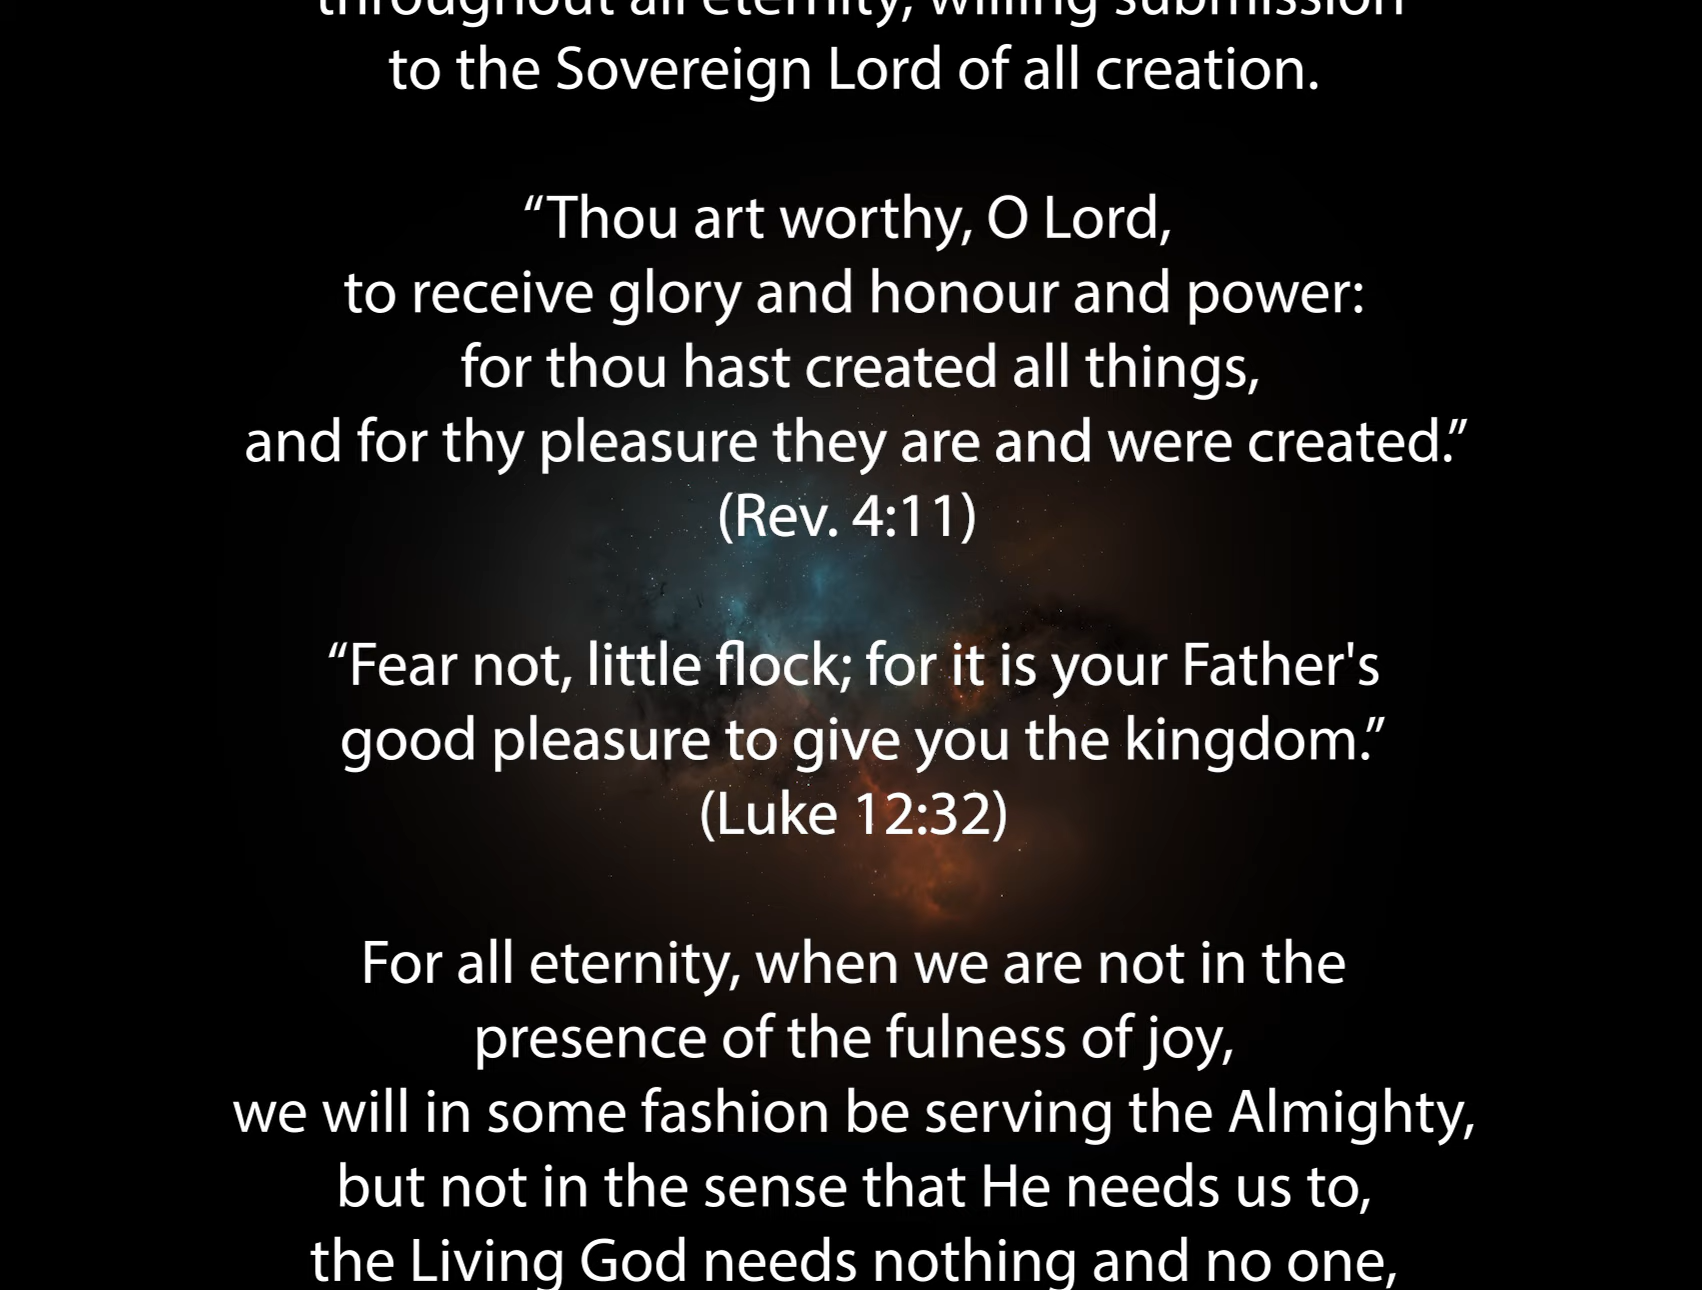 throughout all eternity, willing submission
to the Sovereign Lord of all creation.
“Thou art worthy, O Lord,
to receive glory and honour and power:
for thou hast created all things,
and for thy pleasure they are and were created.”
(Rev. 4:11)
“Fear not, little flock; for it is your Father's
good pleasure to give you the kingdom.”
(Luke 12:32)
For all eternity, when we are not in the
presence of the fulness of joy,
we will in some fashion be serving the Almighty,
but not in the sense that He needs us to,
the Living God needs nothing and no one,